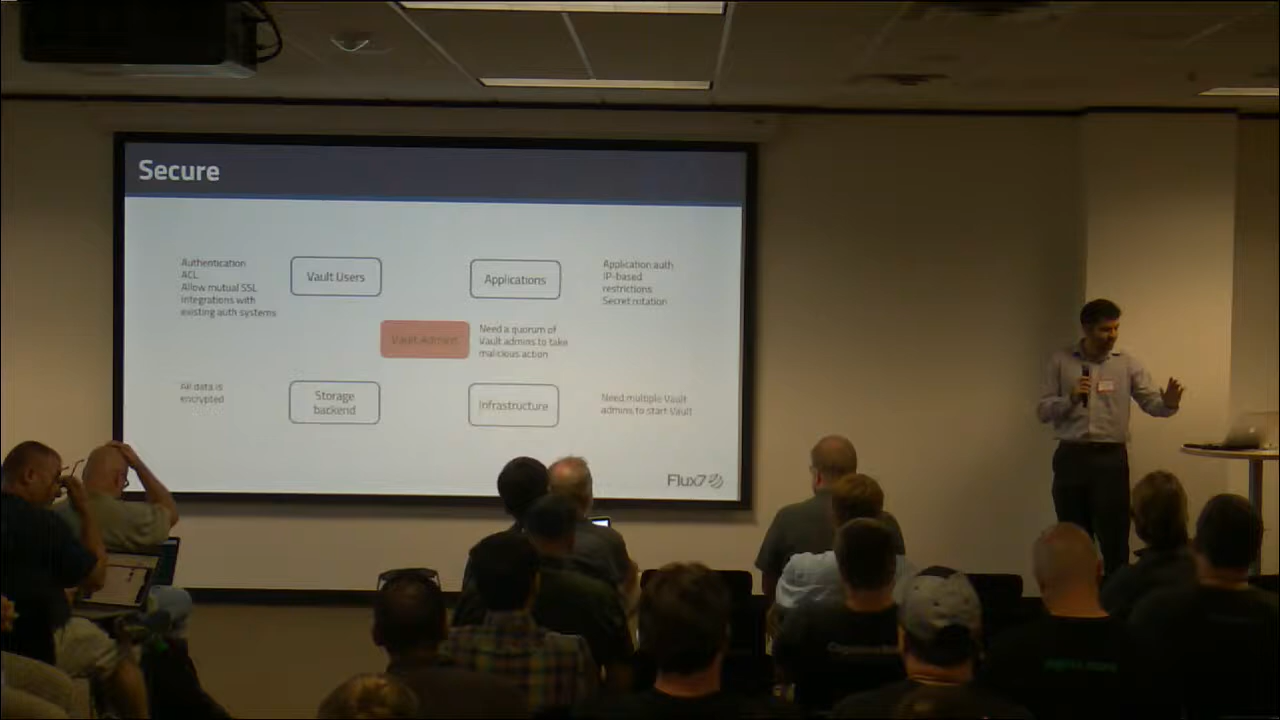 Secure
Authentication
ACL
Allow mutual SSL
integrations with
existing auth systems
Vault Users
Applications
Application auth
IP-based
restrictions
Secret rotation
Vault Admins
Need a quorum of
Vault admins to take
malicious action
All data is
encrypted
Storage
backend
Infrastructure
Need multiple Vault
admins to start Vault
Flux7